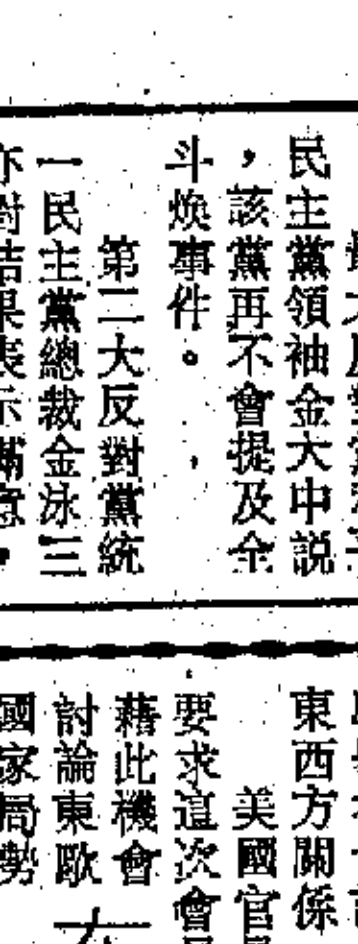 民主黨領袖金大中説
，該黨再不會提及全
斗煥事件。
第二大反對黨統
一民主黨總裁金泳三
亦對結果表示滿意，
東西方關係
美國官
要求這次會
藉此機會
討論東歐
國家局勢